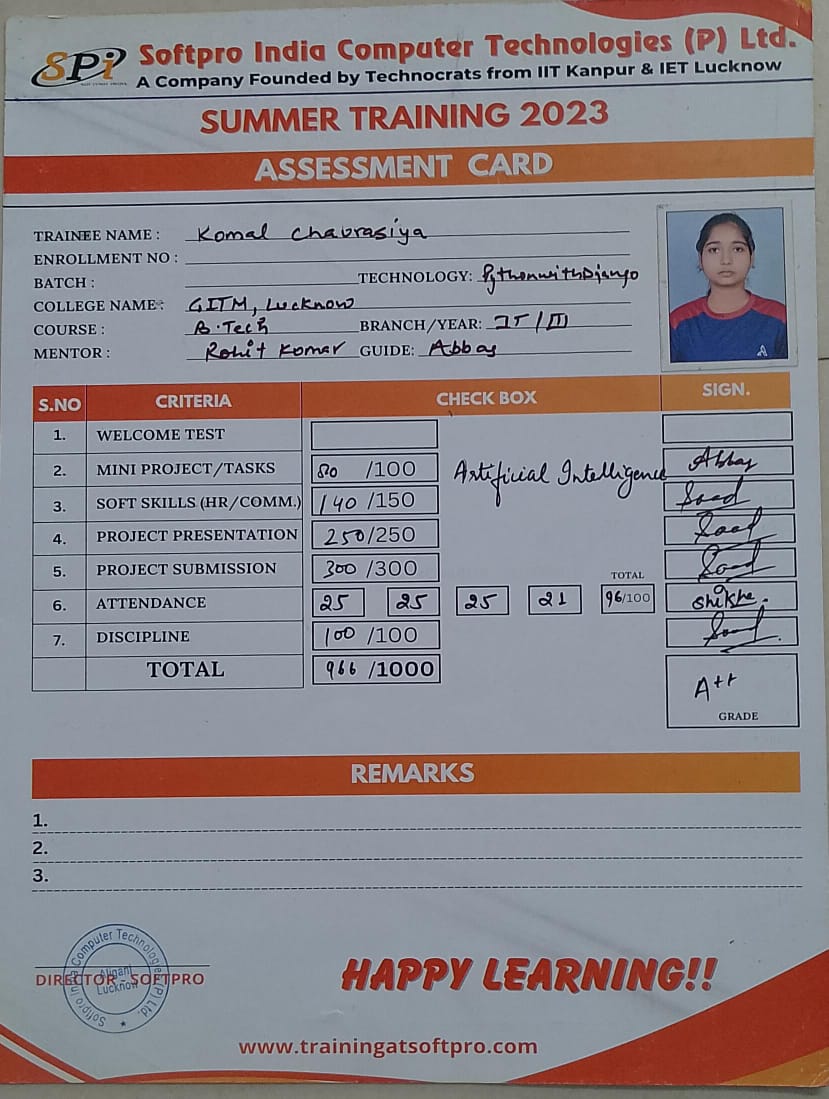 SPi Softpro India Computer Technologies (P) Ltd.
A Company Founded by Technocrats from IIT Kanpur & IET Lucknow
SUMMER TRAINING 2023
ASSESSMENT CARD
TRAINEE NAME : Komal Chaurasiya
ENROLLMENT NO :
BATCH : TECHNOLOGY: PythonwithDjango
COLLEGE NAME: GITM, Lucknow
COURSE : B.Tech BRANCH/YEAR: IT/III
MENTOR : Rohit Kumar GUIDE: Abbas
S.NO CRITERIA CHECK BOX SIGN.
1. WELCOME TEST
2. MINI PROJECT/TASKS 80 /100 Artificial Intelligence Abbas
3. SOFT SKILLS (HR/COMM.) 140 /150 Saad
4. PROJECT PRESENTATION 250/250 Saad
5. PROJECT SUBMISSION 300 /300 Saad
TOTAL
6. ATTENDANCE 25 25 25 21 96/100 Shikha.
7. DISCIPLINE 100 /100
TOTAL 966 /1000
A++
GRADE
REMARKS
1.
2.
3.
Softpro India Computer Technologies (P) Ltd.
Aliganj
Lucknow
DIRECTOR - SOFTPRO
HAPPY LEARNING!!
www.trainingatsoftpro.com